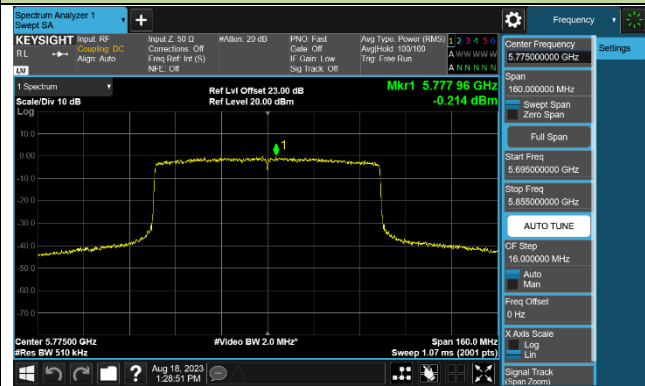 Spectrum Analyzer 1
Swept SA
+
Frequency
KEYSIGHT
RL
LXI
Input: RF
Coupling: DC
Align: Auto
Input Z: 50 Ω
Corrections: Off
Freq Ref: Int (S)
NFE: Off
#Atten: 20 dB
PNO: Fast
Gate: Off
IF Gain: Low
Sig Track: Off
Avg Type: Power (RMS)
Avg|Hold: 100/100
Trig: Free Run
1 2 3 4 5 6
A W W W W W
A N N N N N
1 Spectrum
Scale/Div 10 dB
Log
Ref Lvl Offset 23.00 dB
Ref Level 20.00 dBm
Mkr1 5.777 96 GHz
-0.214 dBm
1
10.0
0.00
-10.0
-20.0
-30.0
-40.0
-50.0
-60.0
-70.0
Center 5.77500 GHz
#Res BW 510 kHz
#Video BW 2.0 MHz*
Span 160.0 MHz
Sweep 1.07 ms (2001 pts)
Aug 18, 2023
1:28:51 PM
?
Center Frequency
5.775000000 GHz
Settings
Span
160.000000 MHz
Swept Span
Zero Span
Full Span
Start Freq
5.695000000 GHz
Stop Freq
5.855000000 GHz
AUTO TUNE
CF Step
16.000000 MHz
Auto
Man
Freq Offset
0 Hz
X Axis Scale
Log
Lin
Signal Track
(Span Zoom)